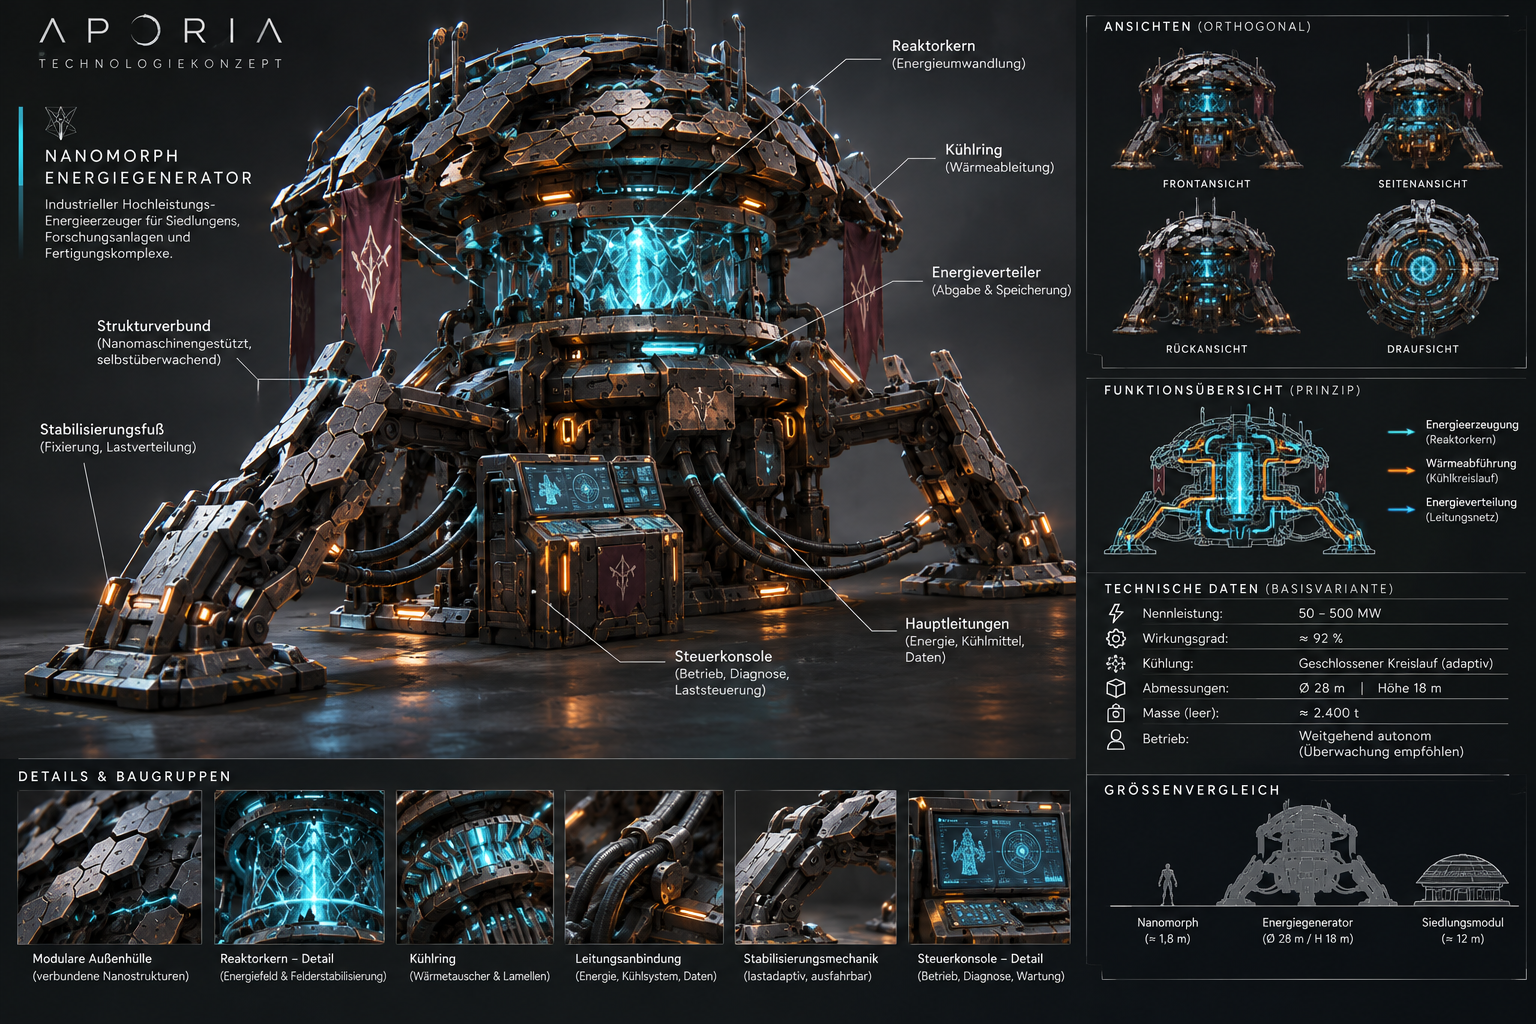 APORIA
TECHNOLOGIEKONZEPT
NANOMORPH
ENERGIEGENERATOR
Industrieller Hochleistungs-
Energieerzeuger für Siedlungens,
Forschungsanlagen und
Fertigungskomplexe.
Strukturverbund
(Nanomaschinengestützt,
selbstüberwachend)
Stabilisierungsfuß
(Fixierung, Lastverteilung)
Reaktorkern
(Energieumwandlung)
Kühlring
(Wärmeableitung)
Energieverteiler
(Abgabe & Speicherung)
Hauptleitungen
(Energie, Kühlmittel,
Daten)
Steuerkonsole
(Betrieb, Diagnose,
Laststeuerung)
ANSICHTEN (ORTHOGONAL)
FRONTANSICHT
SEITENANSICHT
RÜCKANSICHT
DRAUFSICHT
FUNKTIONSÜBERSICHT (PRINZIP)
Energieerzeugung
(Reaktorkern)
Wärmeabführung
(Kühlkreislauf)
Energieverteilung
(Leitungsnetz)
TECHNISCHE DATEN (BASISVARIANTE)
Nennleistung: 50 – 500 MW
Wirkungsgrad: ≈ 92 %
Kühlung: Geschlossener Kreislauf (adaptiv)
Abmessungen: Ø 28 m | Höhe 18 m
Masse (leer): ≈ 2.400 t
Betrieb: Weitgehend autonom
(Überwachung empföhlen)
GRÖSSENVERGLEICH
Nanomorph
(≈ 1,8 m)
Energiegenerator
(Ø 28 m / H 18 m)
Siedlungsmodul
(≈ 12 m)
DETAILS & BAUGRUPPEN
Modulare Außenhülle
(verbundene Nanostrukturen)
Reaktorkern – Detail
(Energiefeld & Felderstabilisierung)
Kühlring
(Wärmetauscher & Lamellen)
Leitungsanbindung
(Energie, Kühlsystem, Daten)
Stabilisierungsmechanik
(lastadaptiv, ausfahrbar)
Steuerkonsole – Detail
(Betrieb, Diagnose, Wartung)